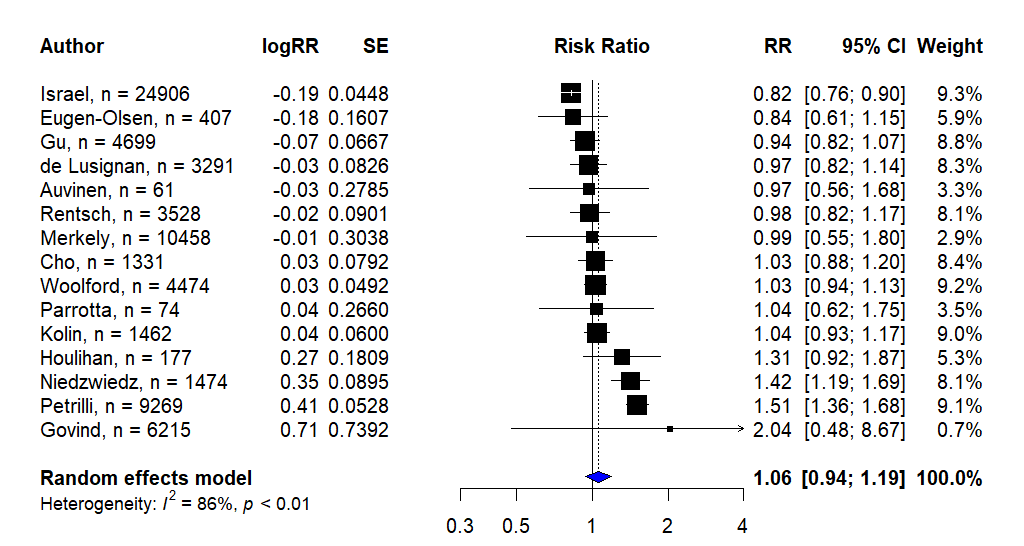 Author logRR SE Risk Ratio RR 95% CI Weight
Israel, n = 24906 -0.19 0.0448 0.82 [0.76; 0.90] 9.3%
Eugen-Olsen, n = 407 -0.18 0.1607 0.84 [0.61; 1.15] 5.9%
Gu, n = 4699 -0.07 0.0667 0.94 [0.82; 1.07] 8.8%
de Lusignan, n = 3291 -0.03 0.0826 0.97 [0.82; 1.14] 8.3%
Auvinen, n = 61 -0.03 0.2785 0.97 [0.56; 1.68] 3.3%
Rentsch, n = 3528 -0.02 0.0901 0.98 [0.82; 1.17] 8.1%
Merkely, n = 10458 -0.01 0.3038 0.99 [0.55; 1.80] 2.9%
Cho, n = 1331 0.03 0.0792 1.03 [0.88; 1.20] 8.4%
Woolford, n = 4474 0.03 0.0492 1.03 [0.94; 1.13] 9.2%
Parrotta, n = 74 0.04 0.2660 1.04 [0.62; 1.75] 3.5%
Kolin, n = 1462 0.04 0.0600 1.04 [0.93; 1.17] 9.0%
Houlihan, n = 177 0.27 0.1809 1.31 [0.92; 1.87] 5.3%
Niedzwiedz, n = 1474 0.35 0.0895 1.42 [1.19; 1.69] 8.1%
Petrilli, n = 9269 0.41 0.0528 1.51 [1.36; 1.68] 9.1%
Govind, n = 6215 0.71 0.7392 2.04 [0.48; 8.67] 0.7%
Random effects model 1.06 [0.94; 1.19] 100.0%
Heterogeneity: I² = 86%, p < 0.01
0.3 0.5 1 2 4